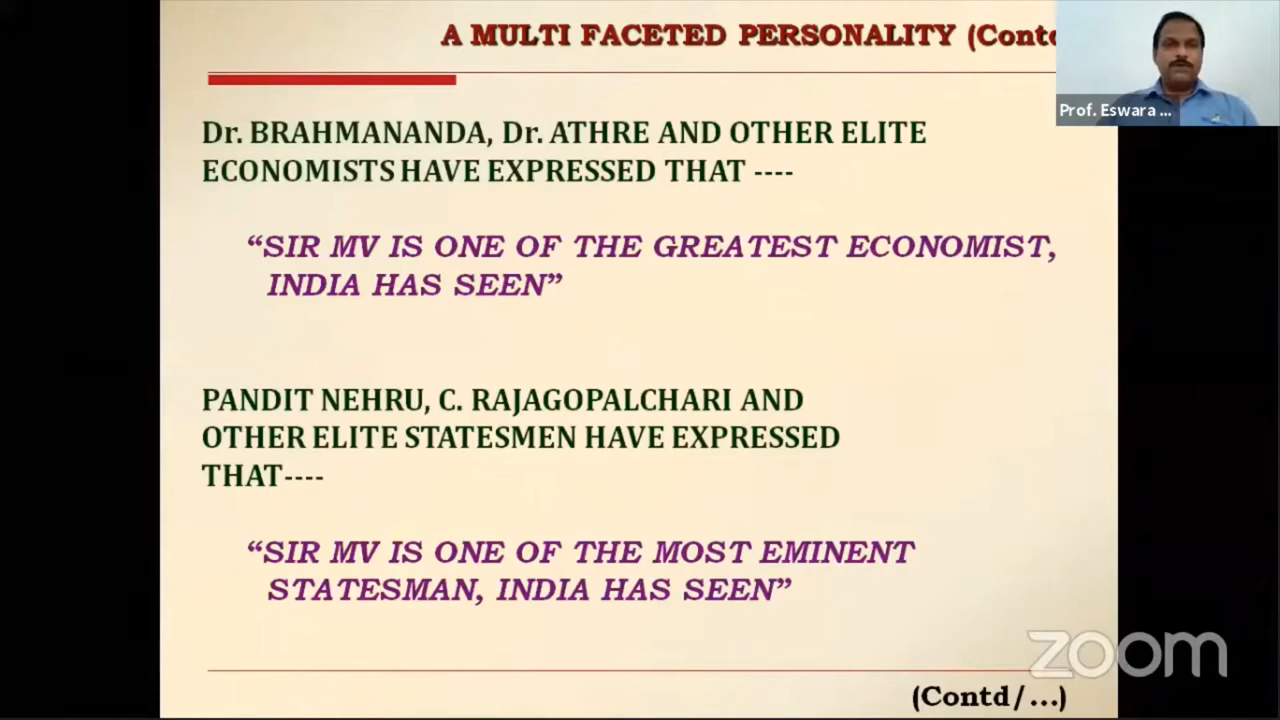 A MULTI FACETED PERSONALITY (Contd
Prof. Eswara ...
Dr. BRAHMANANDA, Dr. ATHRE AND OTHER ELITE
ECONOMISTS HAVE EXPRESSED THAT ----
“SIR MV IS ONE OF THE GREATEST ECONOMIST,
INDIA HAS SEEN”
PANDIT NEHRU, C. RAJAGOPALCHARI AND
OTHER ELITE STATESMEN HAVE EXPRESSED
THAT----
“SIR MV IS ONE OF THE MOST EMINENT
STATESMAN, INDIA HAS SEEN”
zoom
(Contd/...)